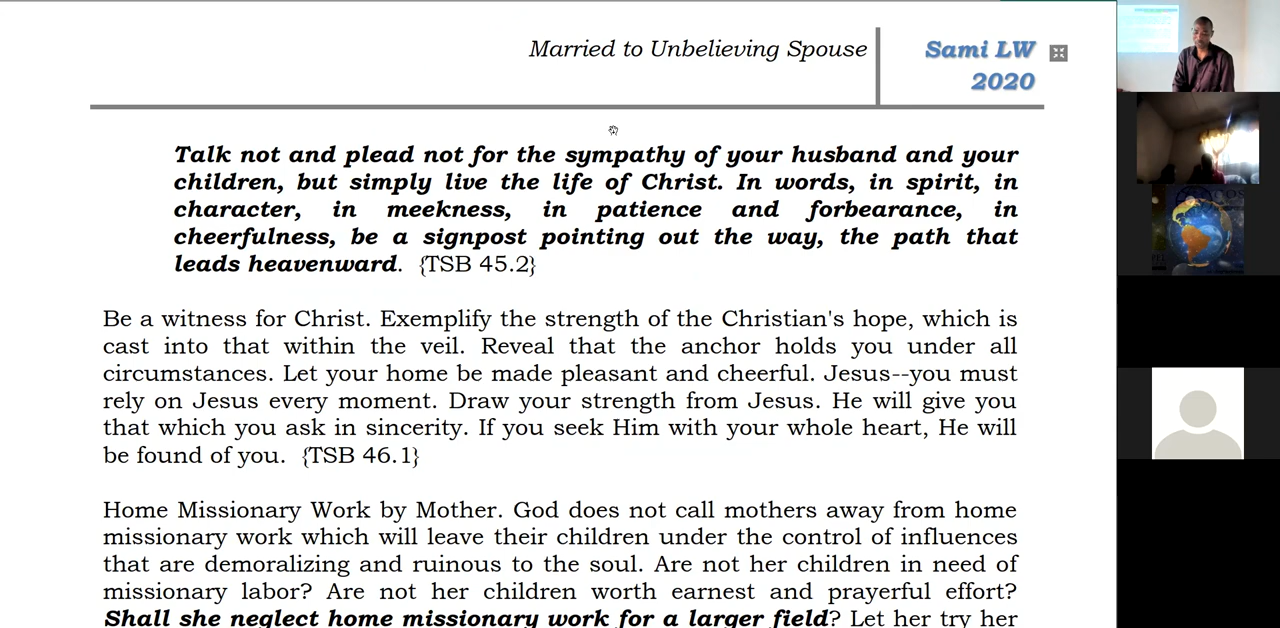 Married to Unbelieving Spouse
Sami LW
2020
Talk not and plead not for the sympathy of your husband and your
children, but simply live the life of Christ. In words, in spirit, in
character, in meekness, in patience and forbearance, in
cheerfulness, be a signpost pointing out the way, the path that
leads heavenward. {TSB 45.2}
Be a witness for Christ. Exemplify the strength of the Christian's hope, which is
cast into that within the veil. Reveal that the anchor holds you under all
circumstances. Let your home be made pleasant and cheerful. Jesus--you must
rely on Jesus every moment. Draw your strength from Jesus. He will give you
that which you ask in sincerity. If you seek Him with your whole heart, He will
be found of you. {TSB 46.1}
Home Missionary Work by Mother. God does not call mothers away from home
missionary work which will leave their children under the control of influences
that are demoralizing and ruinous to the soul. Are not her children in need of
missionary labor? Are not her children worth earnest and prayerful effort?
Shall she neglect home missionary work for a larger field? Let her try her